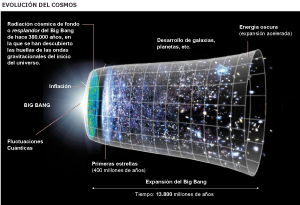 EVOLUCIÓN DEL COSMOS
Radiación cósmica de fondo
o resplandor del Big Bang
de hace 380.000 años, en
la que se han descubierto
las huellas de las ondas
gravitacionales del inicio
del universo.
Inflación
BIG BANG
Fluctuaciones
Cuánticas
Primeras estrellas
(400 millones de años)
Desarrollo de galaxias,
planetas, etc.
Energía oscura
(expansión acelerada)
Expansión del Big Bang
Tiempo: 13.800 millones de años